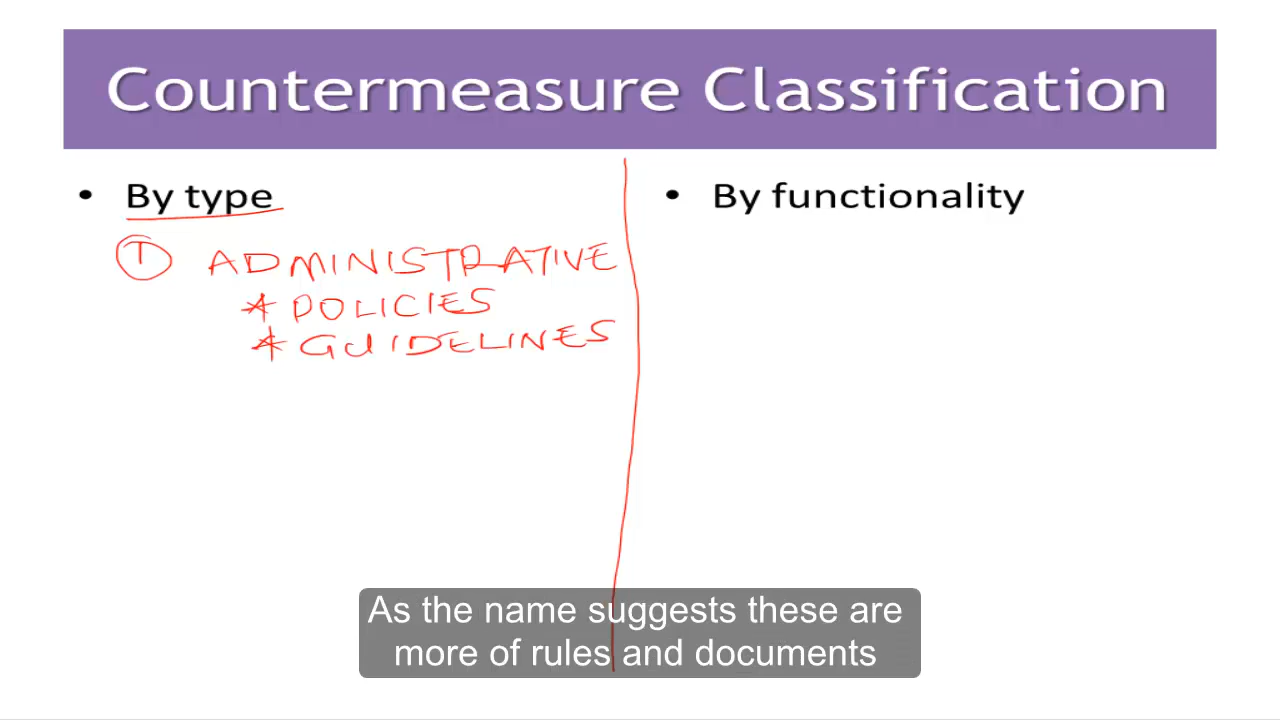 Countermeasure Classification
• By type
① ADMINISTRATIVE
* POLICIES
* GUIDELINES
• By functionality
As the name suggests these are
more of rules and documents